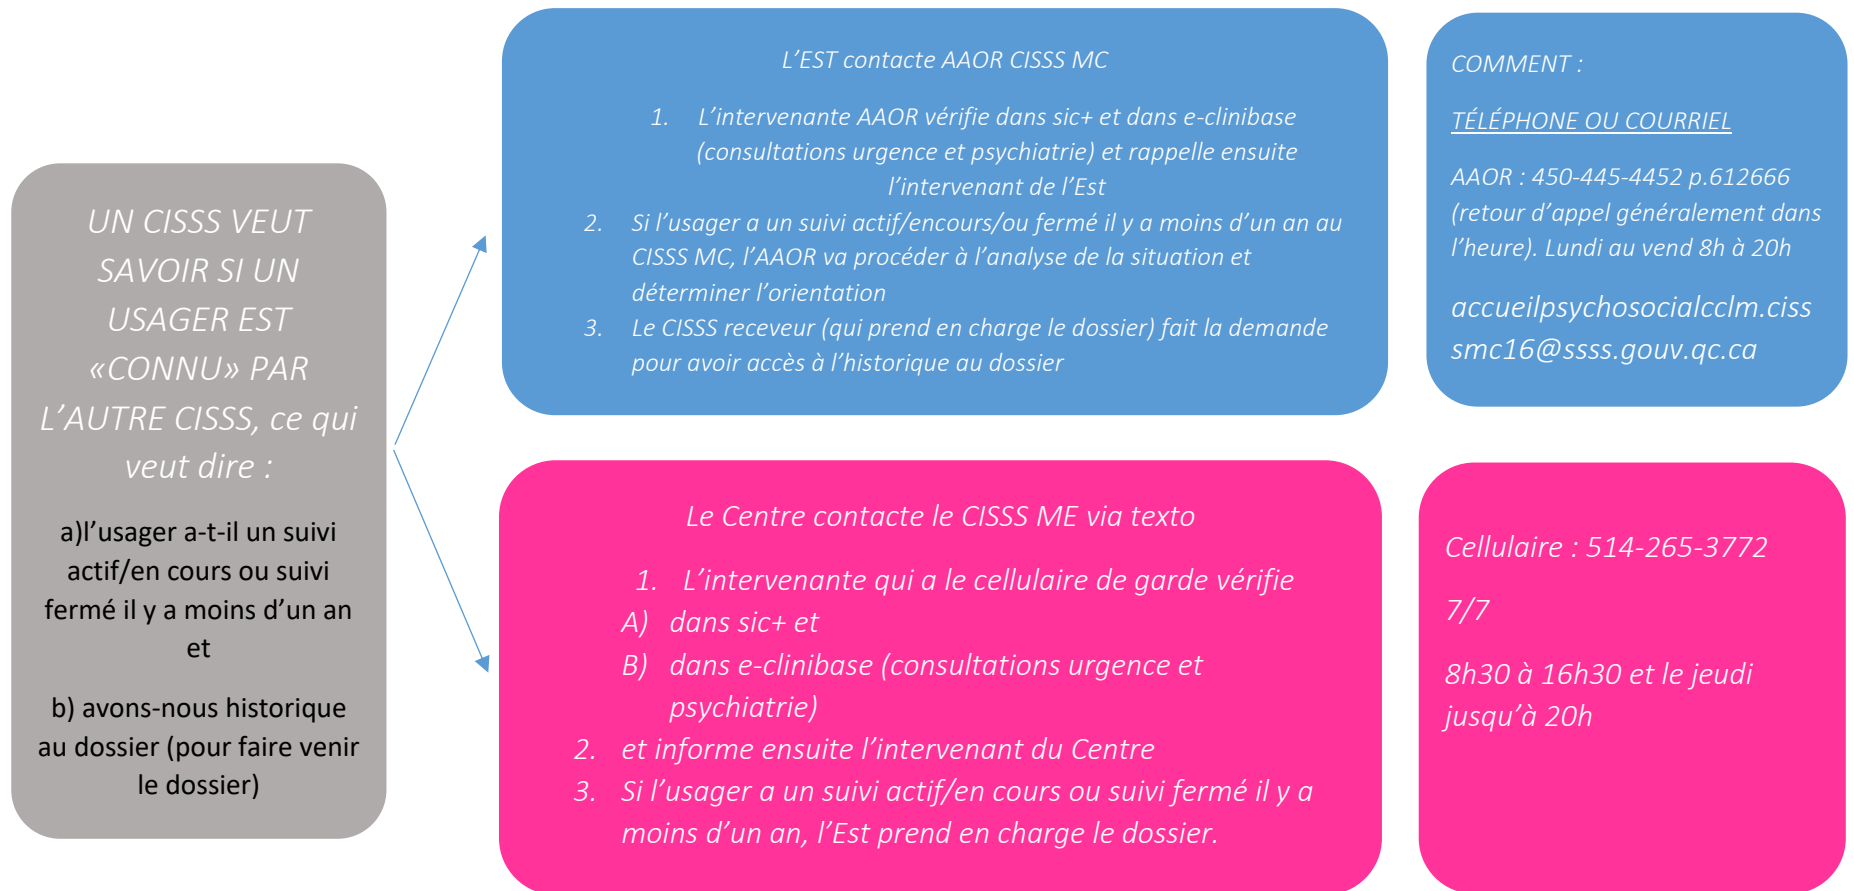 UN CISSS VEUT
SAVOIR SI UN
USAGER EST
«CONNU» PAR
L’AUTRE CISSS, ce qui
veut dire :
a)l’usager a-t-il un suivi
actif/en cours ou suivi
fermé il y a moins d’un an
et
b) avons-nous historique
au dossier (pour faire venir
le dossier)
L’EST contacte AAOR CISSS MC
1. L’intervenante AAOR vérifie dans sic+ et dans e-clinibase
(consultations urgence et psychiatrie) et rappelle ensuite
l’intervenant de l’Est
2. Si l’usager a un suivi actif/encours/ou fermé il y a moins d’un an au
CISSS MC, l’AAOR va procéder à l’analyse de la situation et
déterminer l’orientation
3. Le CISSS receveur (qui prend en charge le dossier) fait la demande
pour avoir accès à l’historique au dossier
COMMENT :
TÉLÉPHONE OU COURRIEL
AAOR : 450-445-4452 p.612666
(retour d’appel généralement dans
l’heure). Lundi au vend 8h à 20h
accueilpsychosocialcclm.ciss
smc16@ssss.gouv.qc.ca
Le Centre contacte le CISSS ME via texto
1. L’intervenante qui a le cellulaire de garde vérifie
A) dans sic+ et
B) dans e-clinibase (consultations urgence et
psychiatrie)
2. et informe ensuite l’intervenant du Centre
3. Si l’usager a un suivi actif/en cours ou suivi fermé il y a
moins d’un an, l’Est prend en charge le dossier.
Cellulaire : 514-265-3772
7/7
8h30 à 16h30 et le jeudi
jusqu’à 20h